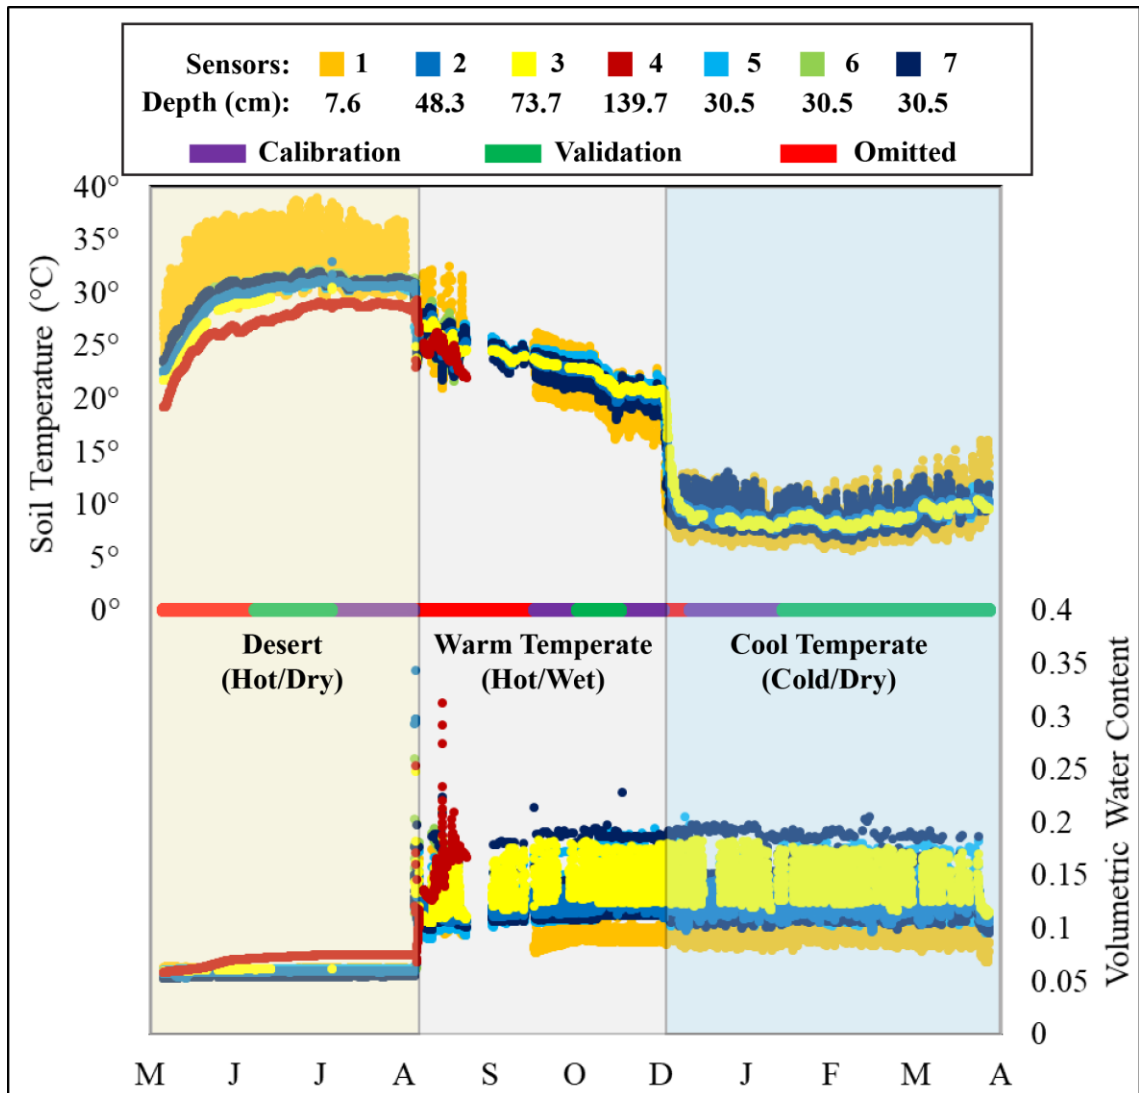 Sensors: 1 2 3 4 5 6 7
Depth (cm): 7.6 48.3 73.7 139.7 30.5 30.5 30.5
Calibration Validation Omitted
40°
35°
30°
25°
20°
15°
10°
5°
0°
Soil Temperature (°C)
Desert
(Hot/Dry)
Warm Temperate
(Hot/Wet)
Cool Temperate
(Cold/Dry)
0.4
0.35
0.3
0.25
0.2
0.15
0.1
0.05
0
Volumetric Water Content
M J J A S O D J F M A